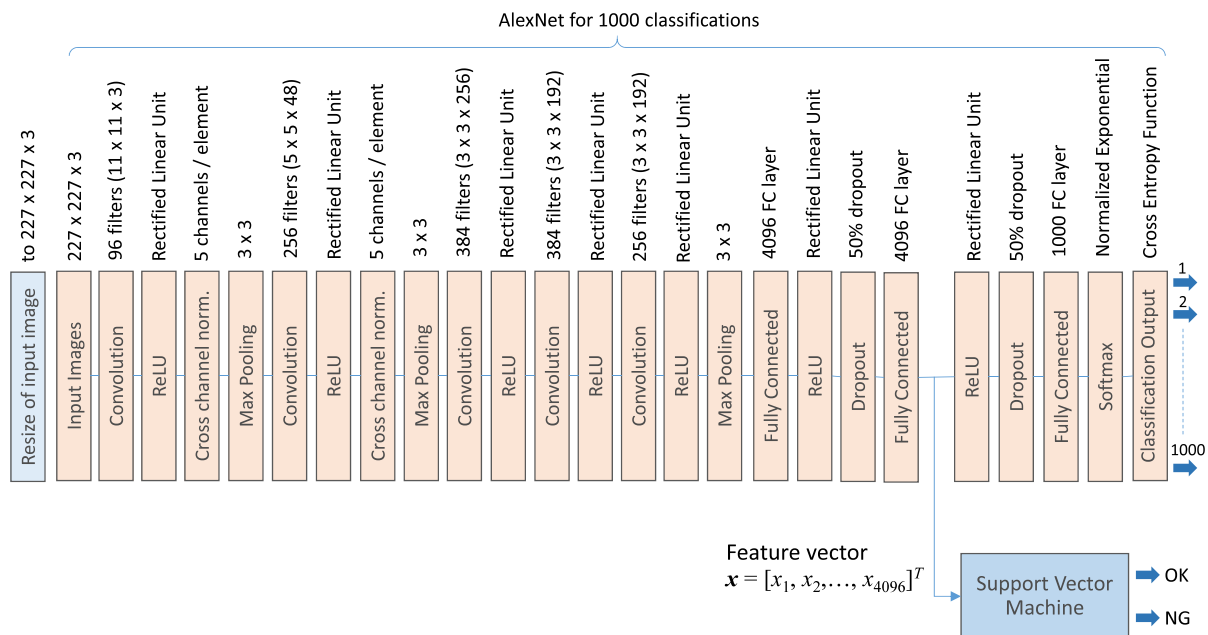 AlexNet for 1000 classifications
to 227 x 227 x 3
227 x 227 x 3
96 filters (11 x 11 x 3)
Rectified Linear Unit
5 channels / element
3 x 3
256 filters (5 x 5 x 48)
Rectified Linear Unit
5 channels / element
3 x 3
384 filters (3 x 3 x 256)
Rectified Linear Unit
384 filters (3 x 3 x 192)
Rectified Linear Unit
256 filters (3 x 3 x 192)
Rectified Linear Unit
3 x 3
4096 FC layer
Rectified Linear Unit
50% dropout
4096 FC layer
Rectified Linear Unit
50% dropout
1000 FC layer
Normalized Exponential
Cross Entropy Function
Resize of input image
Input Images
Convolution
ReLU
Cross channel norm.
Max Pooling
Convolution
ReLU
Cross channel norm.
Max Pooling
Convolution
ReLU
Convolution
ReLU
Convolution
ReLU
Max Pooling
Fully Connected
ReLU
Dropout
Fully Connected
ReLU
Dropout
Fully Connected
Softmax
Classification Output
1
2
1000
Feature vector
x = [x1, x2,…, x4096]T
Support Vector
Machine
OK
NG